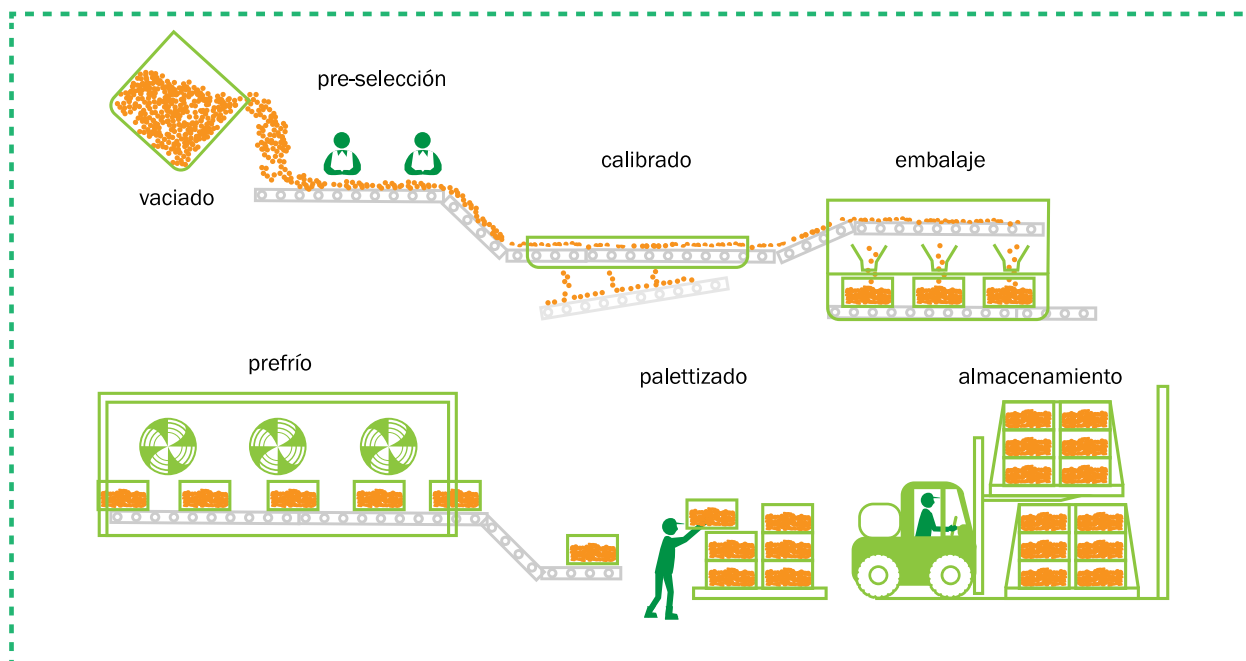 pre-selección
vaciado
calibrado
embalaje
prefrío
palettizado
almacenamiento